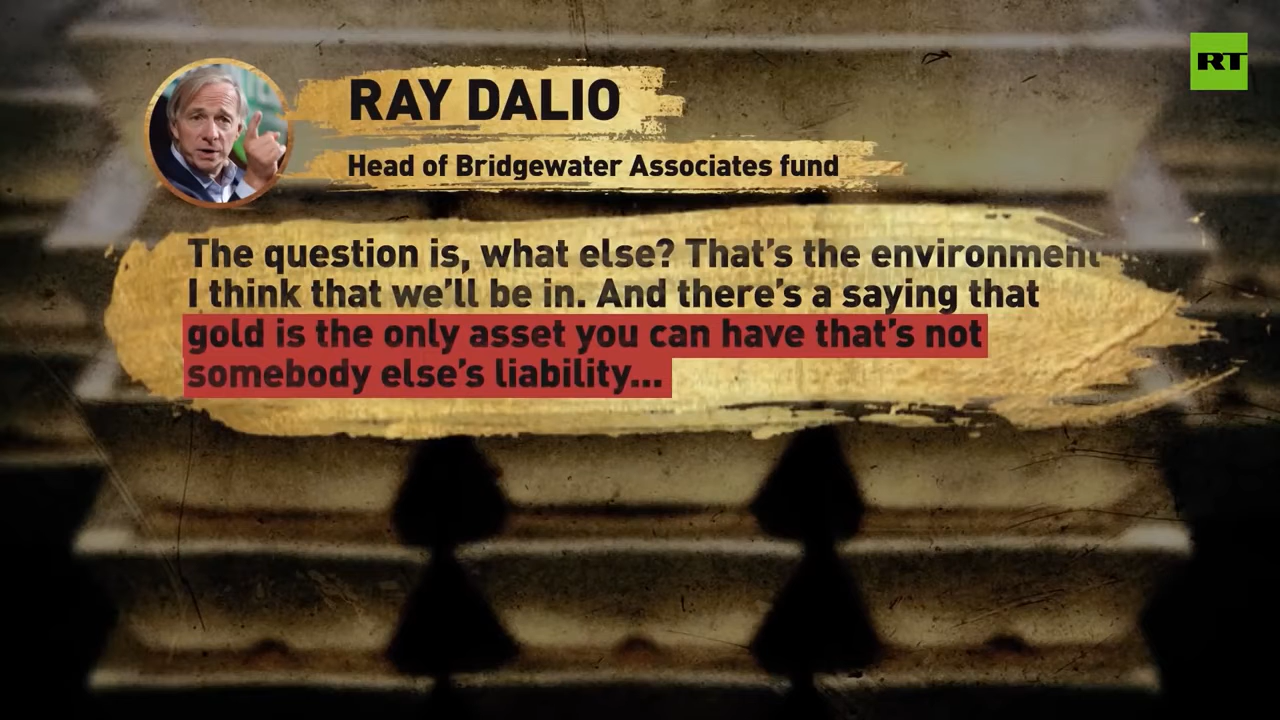 RT
RAY DALIO
Head of Bridgewater Associates fund
The question is, what else? That's the environment
I think that we'll be in. And there's a saying that
gold is the only asset you can have that's not
somebody else's liability...